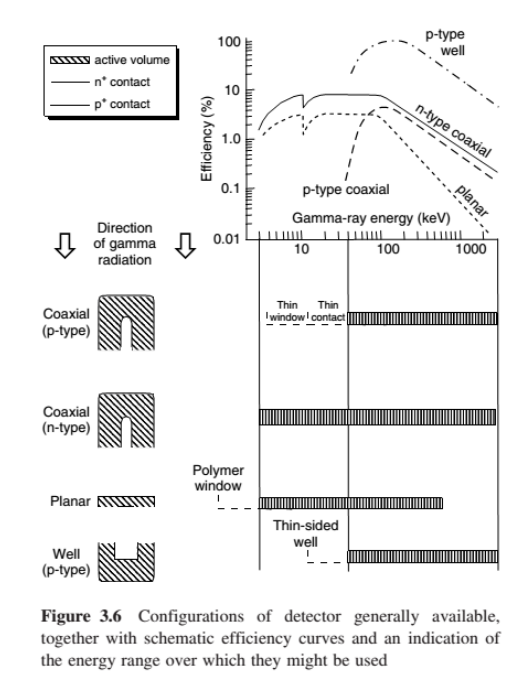 active volume
n⁺ contact
p⁺ contact
100
10
1.0
0.1
0.01
Efficiency (%)
p-type
well
n-type coaxial
p-type coaxial
planar
Gamma-ray energy (keV)
10
100
1000
Direction
of gamma
radiation
Coaxial
(p-type)
Thin
window
Thin
contact
Coaxial
(n-type)
Polymer
window
Planar
Thin-sided
well
Well
(p-type)
Figure 3.6 Configurations of detector generally available,
together with schematic efficiency curves and an indication of
the energy range over which they might be used